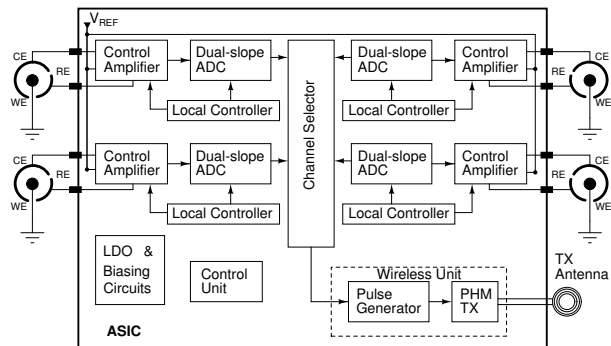 VREF
CE
RE
WE
Control
Amplifier
Dual-slope
ADC
Local Controller
Channel Selector
Dual-slope
ADC
Control
Amplifier
Local Controller
CE
RE
WE
CE
RE
WE
Control
Amplifier
Dual-slope
ADC
Local Controller
Dual-slope
ADC
Control
Amplifier
Local Controller
CE
RE
WE
LDO &
Biasing
Circuits
Control
Unit
Wireless Unit
Pulse
Generator
PHM
TX
TX
Antenna
ASIC